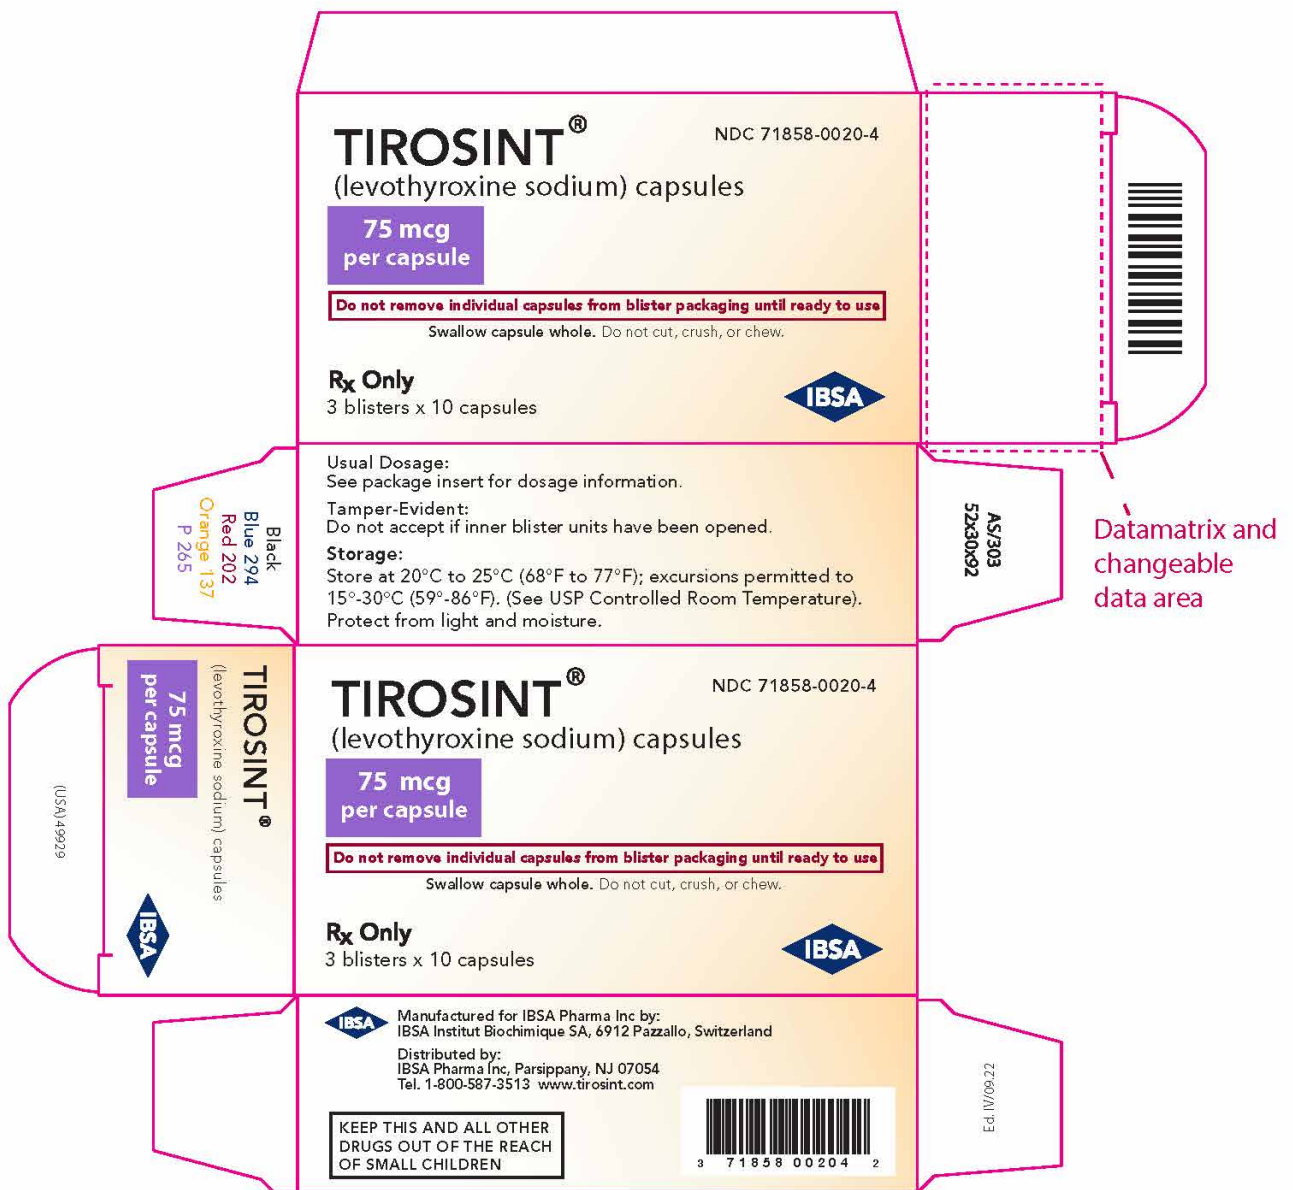 TIROSINT®
NDC 71858-0020-4
(levothyroxine sodium) capsules
75 mcg
per capsule
Do not remove individual capsules from blister packaging until ready to use
Swallow capsule whole. Do not cut, crush, or chew.
Rx Only
3 blisters x 10 capsules
IBSA
Usual Dosage:
See package insert for dosage information.
Tamper-Evident:
Do not accept if inner blister units have been opened.
Storage:
Store at 20°C to 25°C (68°F to 77°F); excursions permitted to
15°-30°C (59°-86°F). (See USP Controlled Room Temperature).
Protect from light and moisture.
Black
Blue 294
Red 202
Orange 137
P 265
AS/303
52x30x92
Datamatrix and
changeable
data area
TIROSINT®
(levothyroxine sodium) capsules
75 mcg
per capsule
IBSA
(USA) 49929
TIROSINT®
NDC 71858-0020-4
(levothyroxine sodium) capsules
75 mcg
per capsule
Do not remove individual capsules from blister packaging until ready to use
Swallow capsule whole. Do not cut, crush, or chew.
Rx Only
3 blisters x 10 capsules
IBSA
IBSA
Manufactured for IBSA Pharma Inc by:
IBSA Institut Biochimique SA, 6912 Pazzallo, Switzerland
Distributed by:
IBSA Pharma Inc, Parsippany, NJ 07054
Tel. 1-800-587-3513 www.tirosint.com
KEEP THIS AND ALL OTHER
DRUGS OUT OF THE REACH
OF SMALL CHILDREN
3 71858 00204 2
Ed. IV/09.22